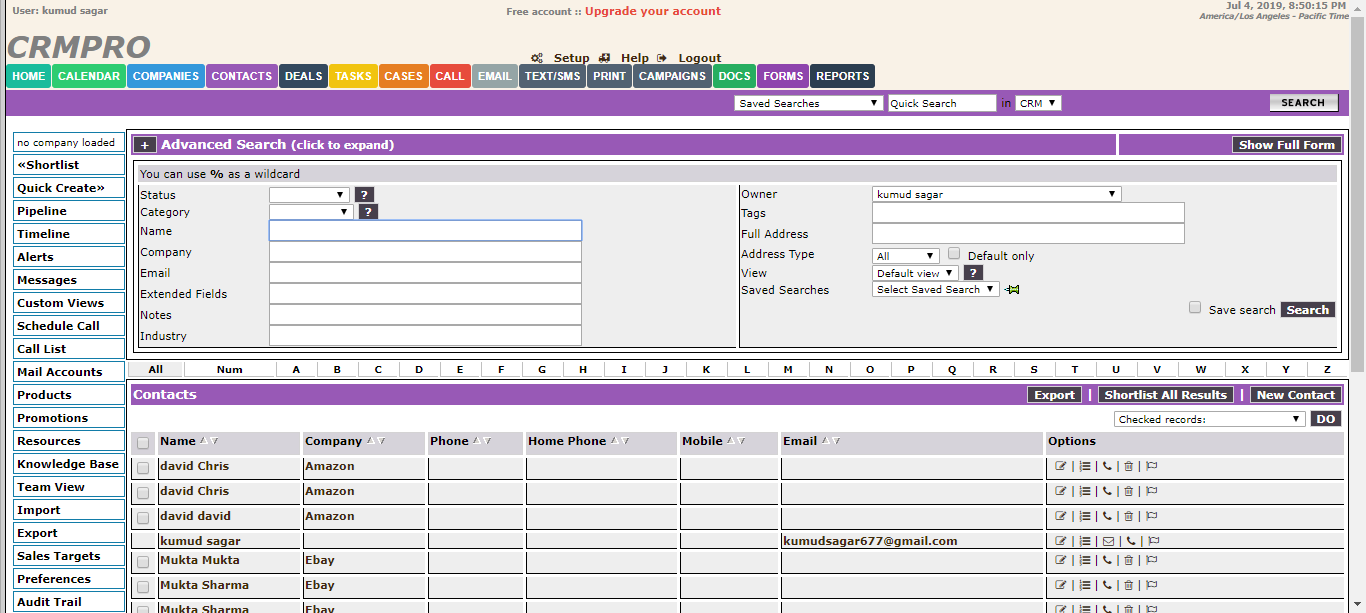 User: kumud sagar
Free account :: Upgrade your account
Jul 4, 2019, 8:50:15 PM
America/Los Angeles - Pacific Time
CRMPRO
Setup Help Logout
HOME CALENDAR COMPANIES CONTACTS DEALS TASKS CASES CALL EMAIL TEXT/SMS PRINT CAMPAIGNS DOCS FORMS REPORTS
Saved Searches Quick Search in CRM SEARCH
no company loaded
«Shortlist
Quick Create»
Pipeline
Timeline
Alerts
Messages
Custom Views
Schedule Call
Call List
Mail Accounts
Products
Promotions
Resources
Knowledge Base
Team View
Import
Export
Sales Targets
Preferences
Audit Trail
+ Advanced Search (click to expand) Show Full Form
You can use % as a wildcard
Status ?
Category ?
Name
Company
Email
Extended Fields
Notes
Industry
Owner kumud sagar
Tags
Full Address
Address Type All Default only
View Default view ?
Saved Searches Select Saved Search
Save search Search
All Num A B C D E F G H I J K L M N O P Q R S T U V W X Y Z
Contacts Export | Shortlist All Results | New Contact
Checked records: DO
Name Company Phone Home Phone Mobile Email Options
david Chris Amazon
david Chris Amazon
david david Amazon
kumud sagar kumudsagar677@gmail.com
Mukta Mukta Ebay
Mukta Sharma Ebay
Mukta Sharma Ebay